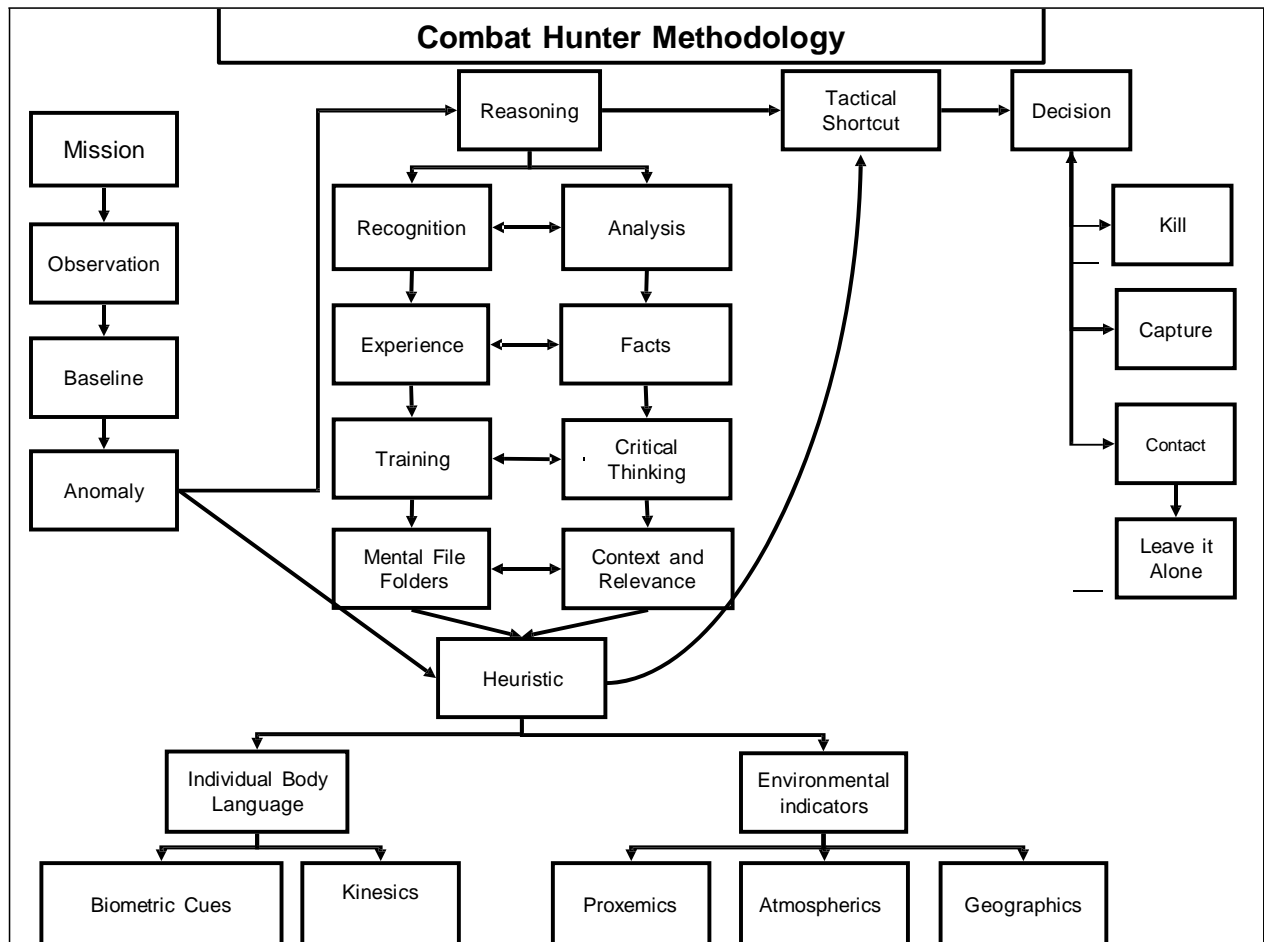 Combat Hunter Methodology
Reasoning
Tactical
Shortcut
Decision
Mission
Recognition
Analysis
Kill
Observation
Experience
Facts
Capture
Baseline
Training
Critical
Thinking
Contact
Anomaly
Mental File
Folders
Context and
Relevance
Leave it
Alone
Heuristic
Individual Body
Language
Environmental
indicators
Biometric Cues
Kinesics
Proxemics
Atmospherics
Geographics